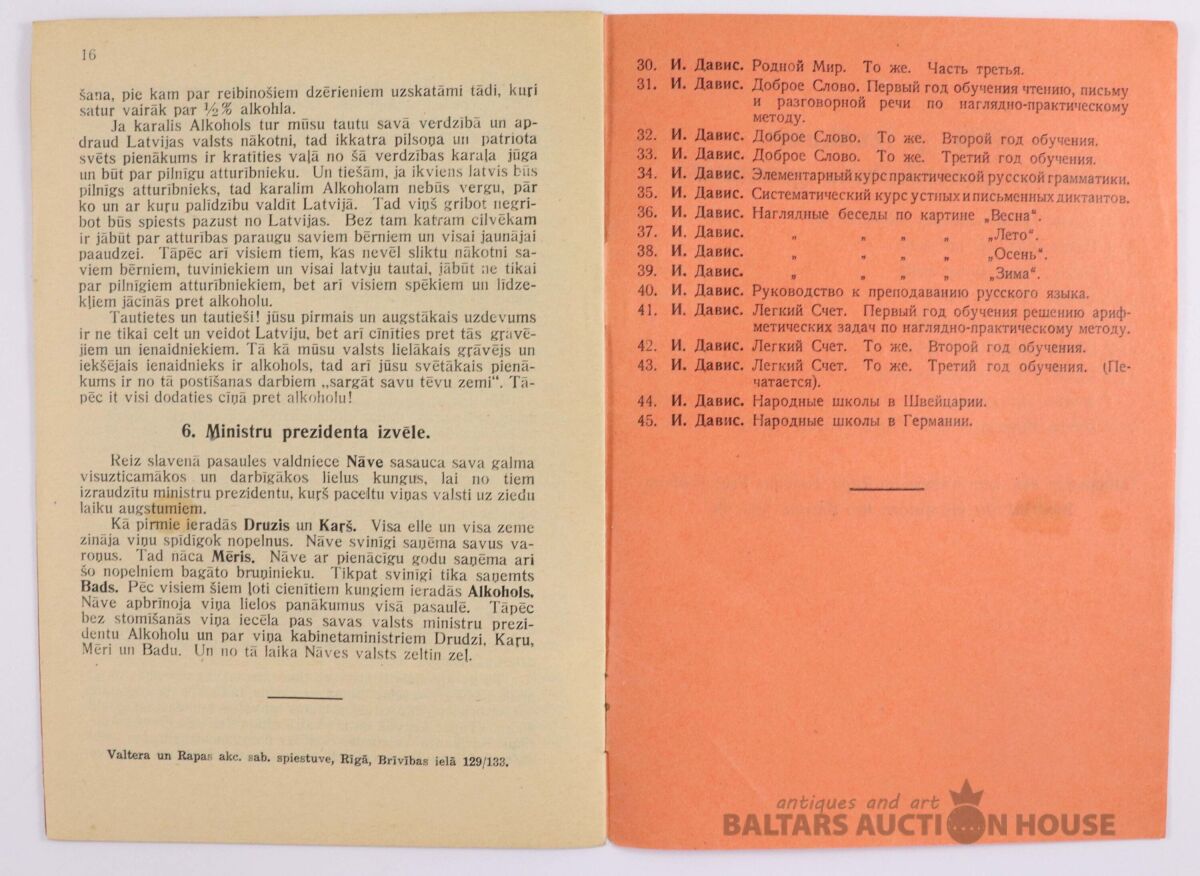 16
šana, pie kam par reibinošiem dzērieniem uzskatāmi tādi, kuŗi
satur vairāk par ½% alkohla.
Ja karalis Alkohols tur mūsu tautu savā verdzībā un ap-
draud Latvijas valsts nākotni, tad ikkatra pilsoņa un patriota
svēts pienākums ir kratīties vaļā no šā verdzības karaļa jūga
un būt par pilnīgu atturībnieku. Un tiešām, ja ikviens latvis būs
pilnīgs atturībnieks, tad karalim Alkoholam nebūs vergu, pār
ko un ar kuŗu palīdzību valdīt Latvijā. Tad viņš gribot negri-
bot būs spiests pazust no Latvijas. Bez tam katram cilvēkam
ir jābūt par atturības paraugu saviem bērniem un visai jaunājai
paaudzei. Tāpēc arī visiem tiem, kas nevēl sliktu nākotni sa-
viem bērniem, tuviniekiem un visai latvju tautai, jābūt ne tikai
par pilnīgiem atturībniekiem, bet arī visiem spēkiem un līdze-
kļiem jācīnās pret alkoholu.
Tautietes un tautieši! jūsu pirmais un augstākais uzdevums
ir ne tikai celt un veidot Latviju, bet arī cīnīties pret tās grāvē-
jiem un ienaidniekiem. Tā kā mūsu valsts lielākais grāvējs un
iekšējais ienaidnieks ir alkohols, tad arī jūsu svētākais pienā-
kums ir no tā postīšanas darbiem „sargāt savu tēvu zemi“. Tā-
pēc it visi dodaties cīņā pret alkoholu!
6. Ministru prezidenta izvēle.
Reiz slavenā pasaules valdniece Nāve sasauca sava galma
visuzticamākos un darbīgākos lielus kungus, lai no tiem
izraudzītu ministru prezidentu, kuŗš paceltu viņas valsti uz ziedu
laiku augstumiem.
Kā pirmie ieradās Druzis un Kaŗš. Visa elle un visa zeme
zināja viņu spīdīgok nopelnus. Nāve svinīgi saņēma savus va-
roņus. Tad nāca Mēris. Nāve ar pienācīgu godu saņēma arī
šo nopelniem bagāto bruņinieku. Tikpat svinīgi tika saņemts
Bads. Pēc visiem šiem ļoti cienītiem kungiem ieradās Alkohols.
Nāve apbrīnoja viņa lielos panākumus visā pasaulē. Tāpēc
bez stomīšanās viņa iecēla pas savas valsts ministru prezi-
dentu Alkoholu un par viņa kabinetaministriem Drudzi, Kaŗu,
Mēri un Badu. Un no tā laika Nāves valsts zeltin zeļ.
Valtera un Rapas akc. sab. spiestuve, Rīgā, Brīvības ielā 129/133.
30. И. Давис. Родной Мир. То же. Часть третья.
31. И. Давис. Доброе Слово. Первый год обучения чтению, письму
и разговорной речи по наглядно-практическому
методу.
32. И. Давис. Доброе Слово. То же. Второй год обучения.
33. И. Давис. Доброе Слово. То же. Третий год обучения.
34. И. Давис. Элементарный курс практической русской грамматики.
35. И. Давис. Систематический курс устных и письменных диктантов.
36. И. Давис. Наглядные беседы по картине „Весна“.
37. И. Давис. „ „ „ „ „Лето“.
38. И. Давис. „ „ „ „ „Осень“.
39. И. Давис. „ „ „ „ „Зима“.
40. И. Давис. Руководство к преподаванию русского языка.
41. И. Давис. Легкий Счет. Первый год обучения решению ариф-
метических задач по наглядно-практическому методу.
42. И. Давис. Легкий Счет. То же. Второй год обучения.
43. И. Давис. Легкий Счет. То же. Третий год обучения. (Пе-
чатается).
44. И. Давис. Народные школы в Швейцарии.
45. И. Давис. Народные школы в Германии.
antiques and art
BALTARS AUCTION HOUSE